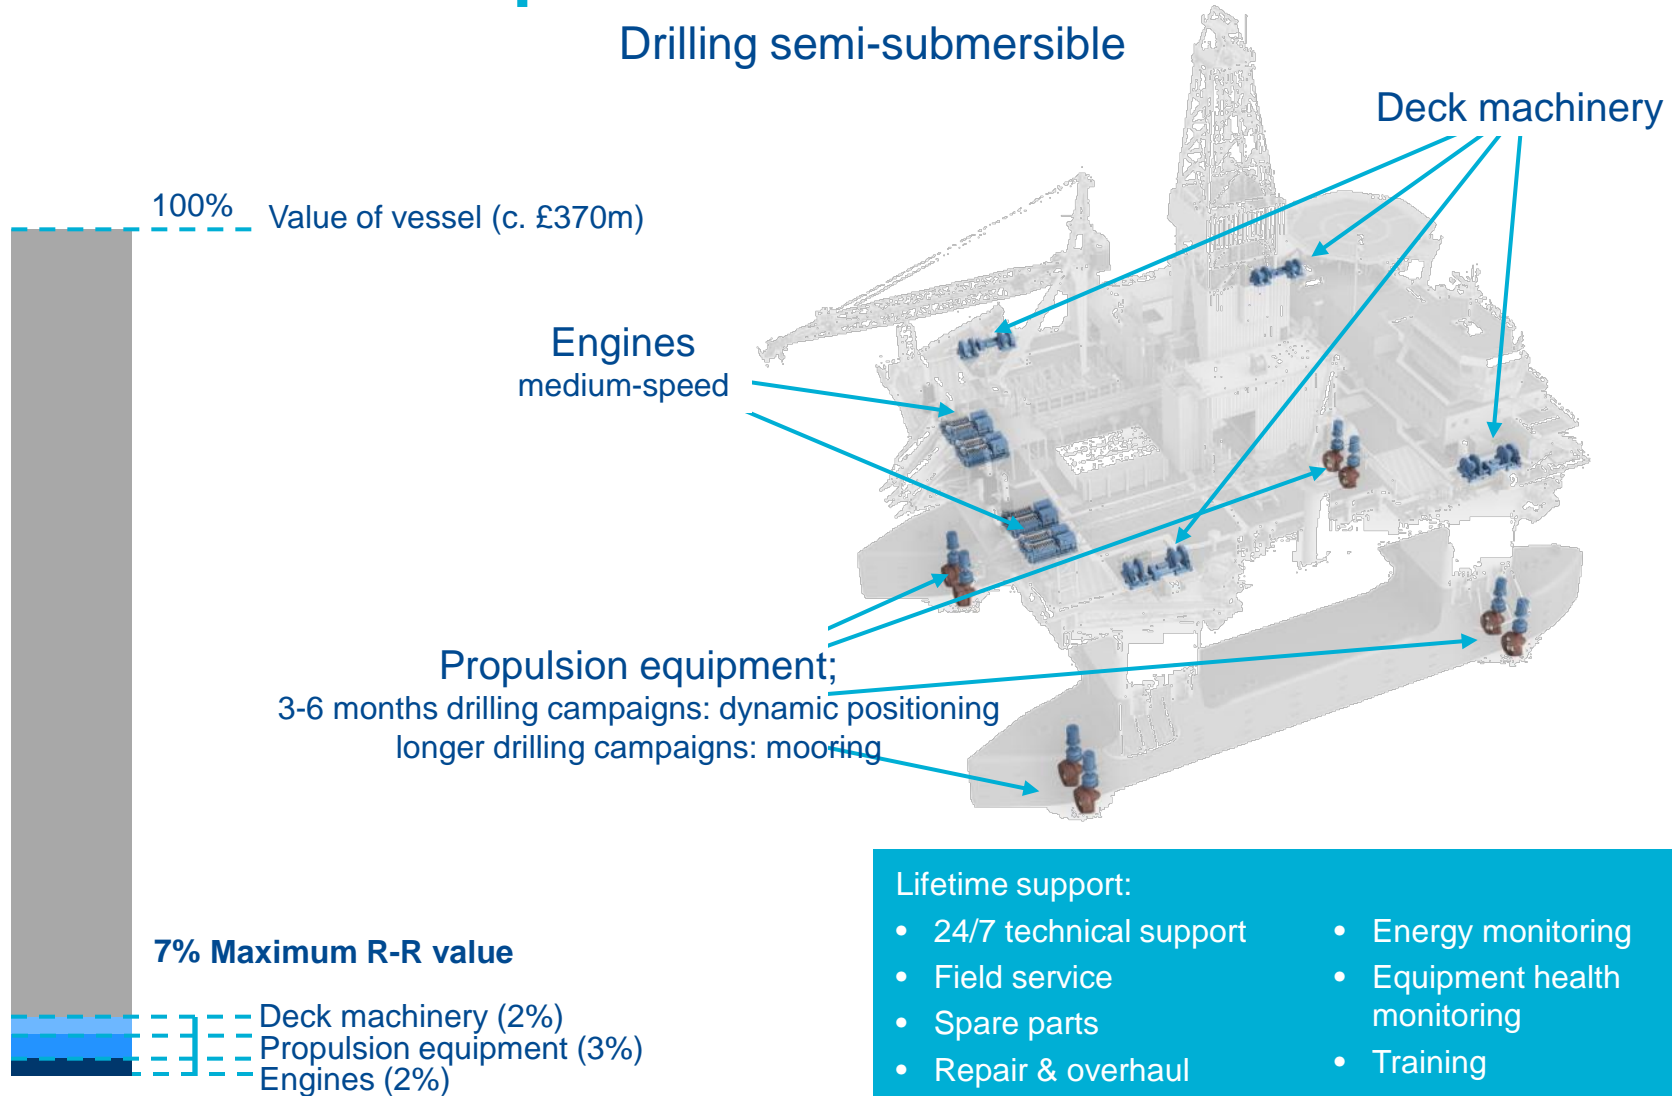 Drilling semi-submersible
Deck machinery
100%
Value of vessel (c. £370m)
Engines
medium-speed
Propulsion equipment;
3-6 months drilling campaigns: dynamic positioning
longer drilling campaigns: mooring
7% Maximum R-R value
Deck machinery (2%)
Propulsion equipment (3%)
Engines (2%)
Lifetime support:
• 24/7 technical support
• Field service
• Spare parts
• Repair & overhaul
• Energy monitoring
• Equipment health
monitoring
• Training